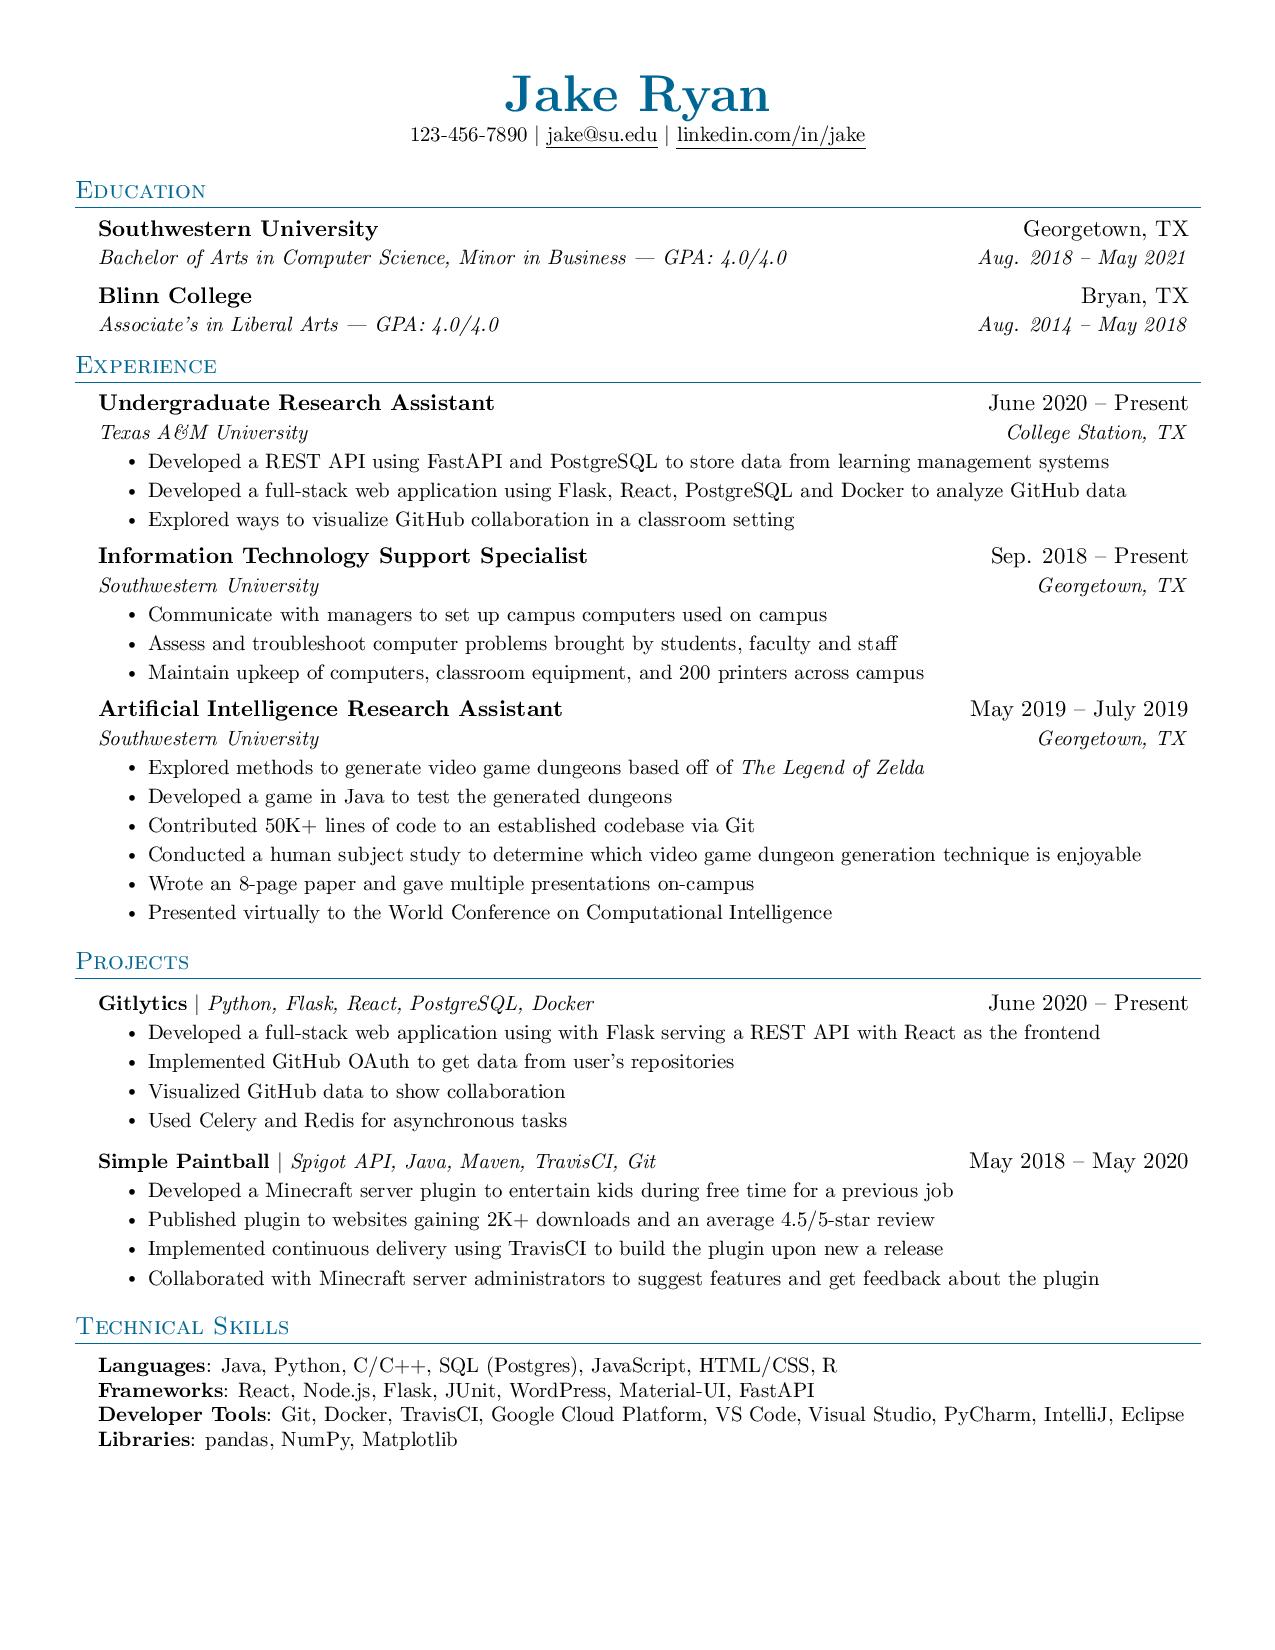 Jake Ryan
123-456-7890 | jake@su.edu | linkedin.com/in/jake
Education
Southwestern University Georgetown, TX
Bachelor of Arts in Computer Science, Minor in Business — GPA: 4.0/4.0 Aug. 2018 – May 2021
Blinn College Bryan, TX
Associate's in Liberal Arts — GPA: 4.0/4.0 Aug. 2014 – May 2018
Experience
Undergraduate Research Assistant June 2020 – Present
Texas A&M University College Station, TX
• Developed a REST API using FastAPI and PostgreSQL to store data from learning management systems
• Developed a full-stack web application using Flask, React, PostgreSQL and Docker to analyze GitHub data
• Explored ways to visualize GitHub collaboration in a classroom setting
Information Technology Support Specialist Sep. 2018 – Present
Southwestern University Georgetown, TX
• Communicate with managers to set up campus computers used on campus
• Assess and troubleshoot computer problems brought by students, faculty and staff
• Maintain upkeep of computers, classroom equipment, and 200 printers across campus
Artificial Intelligence Research Assistant May 2019 – July 2019
Southwestern University Georgetown, TX
• Explored methods to generate video game dungeons based off of The Legend of Zelda
• Developed a game in Java to test the generated dungeons
• Contributed 50K+ lines of code to an established codebase via Git
• Conducted a human subject study to determine which video game dungeon generation technique is enjoyable
• Wrote an 8-page paper and gave multiple presentations on-campus
• Presented virtually to the World Conference on Computational Intelligence
Projects
Gitlytics | Python, Flask, React, PostgreSQL, Docker June 2020 – Present
• Developed a full-stack web application using with Flask serving a REST API with React as the frontend
• Implemented GitHub OAuth to get data from user's repositories
• Visualized GitHub data to show collaboration
• Used Celery and Redis for asynchronous tasks
Simple Paintball | Spigot API, Java, Maven, TravisCI, Git May 2018 – May 2020
• Developed a Minecraft server plugin to entertain kids during free time for a previous job
• Published plugin to websites gaining 2K+ downloads and an average 4.5/5-star review
• Implemented continuous delivery using TravisCI to build the plugin upon new a release
• Collaborated with Minecraft server administrators to suggest features and get feedback about the plugin
Technical Skills
Languages: Java, Python, C/C++, SQL (Postgres), JavaScript, HTML/CSS, R
Frameworks: React, Node.js, Flask, JUnit, WordPress, Material-UI, FastAPI
Developer Tools: Git, Docker, TravisCI, Google Cloud Platform, VS Code, Visual Studio, PyCharm, IntelliJ, Eclipse
Libraries: pandas, NumPy, Matplotlib